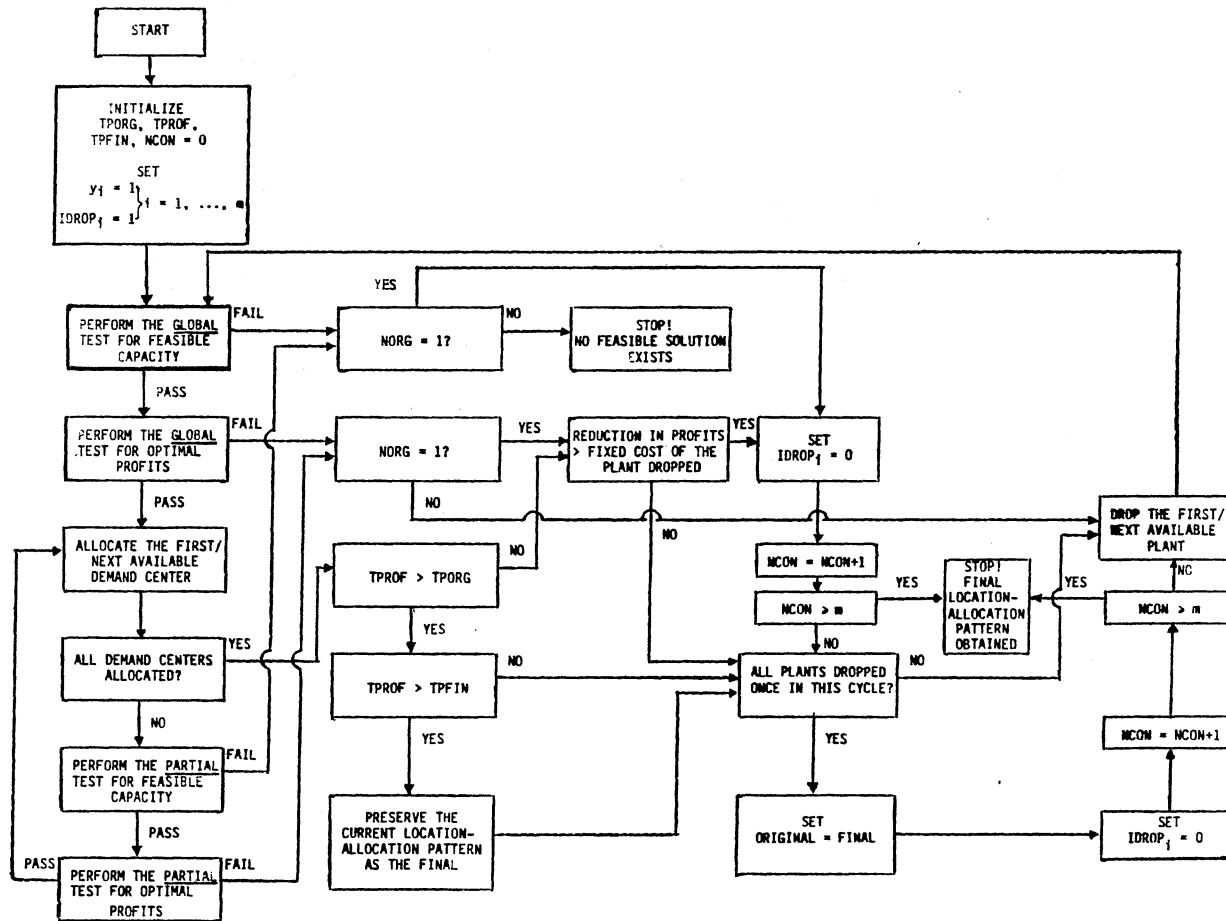 START
INITIALIZE
TPORG, TPROF,
TPFIN, NCON = 0
SET
yi = 1
IDROPi = 1
i = 1, ..., m
PERFORM THE GLOBAL
TEST FOR FEASIBLE
CAPACITY
FAIL
PASS
NORG = 1?
YES
NO
STOP!
NO FEASIBLE SOLUTION
EXISTS
PERFORM THE GLOBAL
TEST FOR OPTIMAL
PROFITS
FAIL
PASS
NORG = 1?
YES
NO
REDUCTION IN PROFITS
> FIXED COST OF THE
PLANT DROPPED
YES
NO
SET
IDROPi = 0
ALLOCATE THE FIRST/
NEXT AVAILABLE
DEMAND CENTER
TPROF > TPORG
NO
YES
NCON = NCON+1
NCON > m
YES
NO
STOP!
FINAL
LOCATION-
ALLOCATION
PATTERN
OBTAINED
DROP THE FIRST/
NEXT AVAILABLE
PLANT
NO
YES
NCON > m
ALL DEMAND CENTERS
ALLOCATED?
YES
NO
TPROF > TPFIN
NO
YES
ALL PLANTS DROPPED
ONCE IN THIS CYCLE?
NO
YES
NCON = NCON+1
PERFORM THE PARTIAL
TEST FOR FEASIBLE
CAPACITY
FAIL
PASS
PRESERVE THE
CURRENT LOCATION-
ALLOCATION PATTERN
AS THE FINAL
SET
ORIGINAL = FINAL
SET
IDROPi = 0
PASS
PERFORM THE PARTIAL
TEST FOR OPTIMAL
PROFITS
FAIL